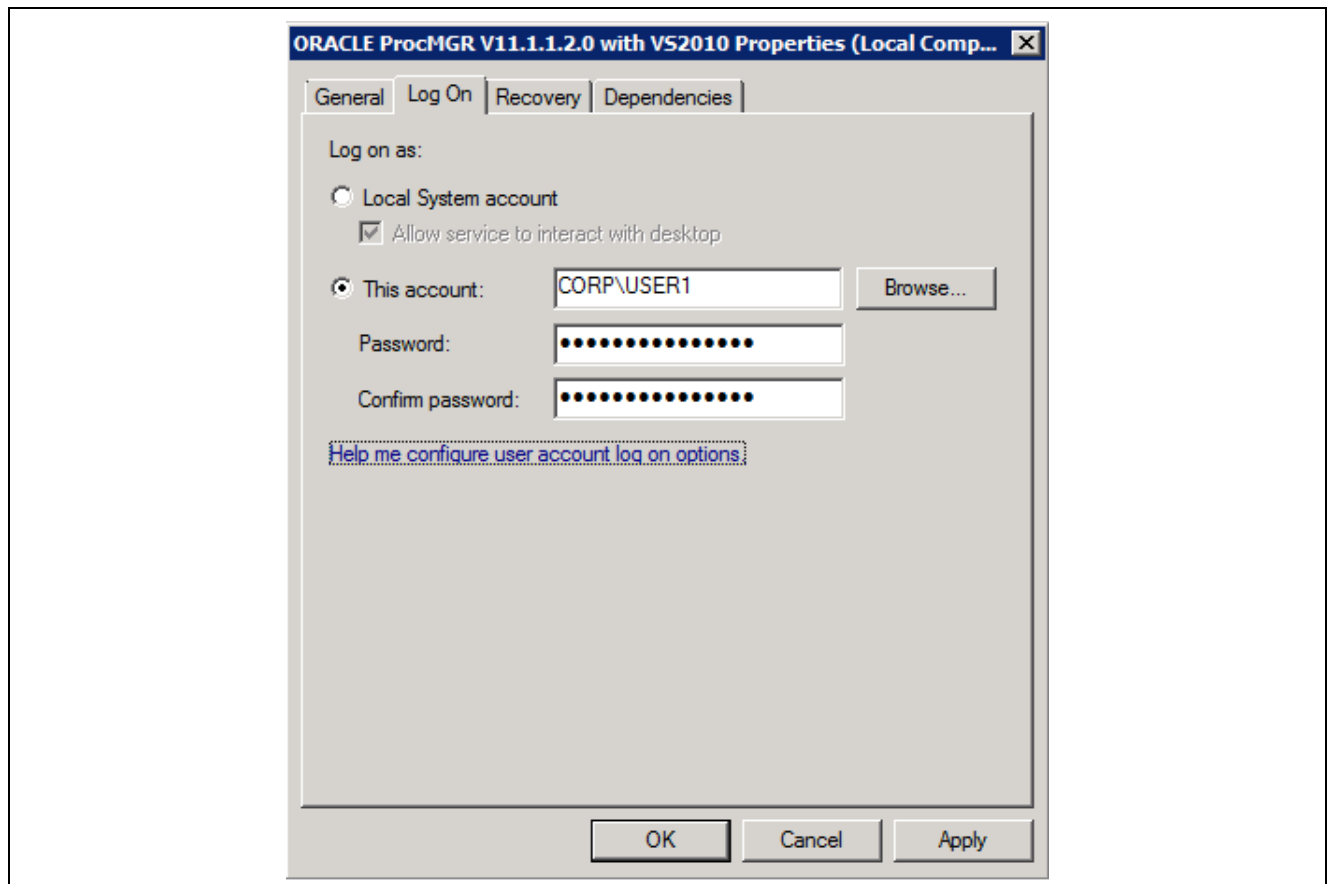 ORACLE ProcMGR V11.1.1.2.0 with VS2010 Properties (Local Comp...
General Log On Recovery Dependencies
Log on as:
Local System account
Allow service to interact with desktop
This account: CORP\USER1 Browse...
Password: •••••••••••••••
Confirm password: •••••••••••••••
Help me configure user account log on options.
OK Cancel Apply